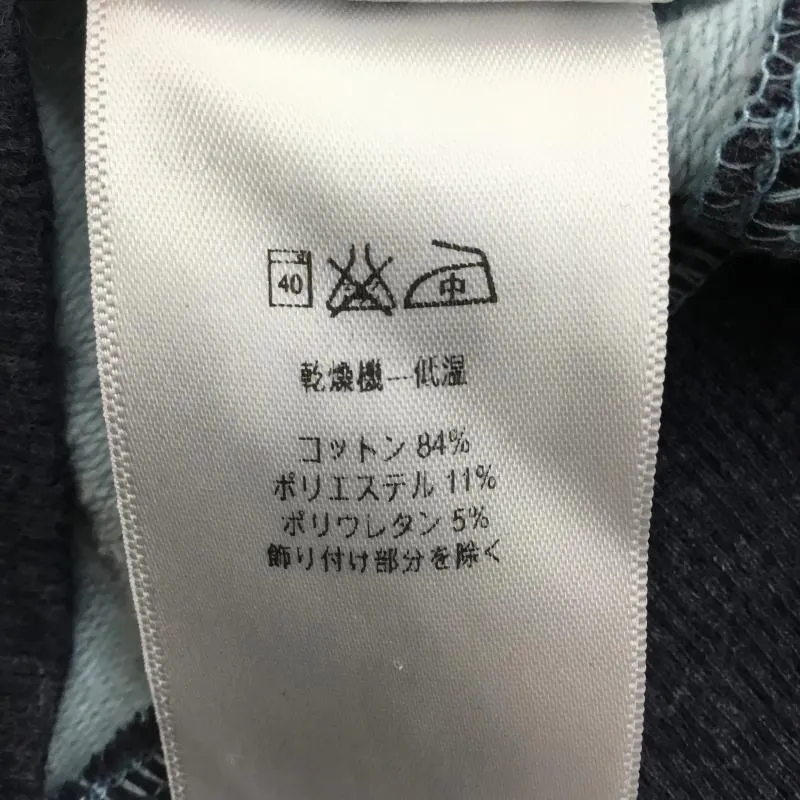 40 中
乾燥機---低温
コットン 84%
ポリエステル 11%
ポリウレタン 5%
飾り付け部分を除く